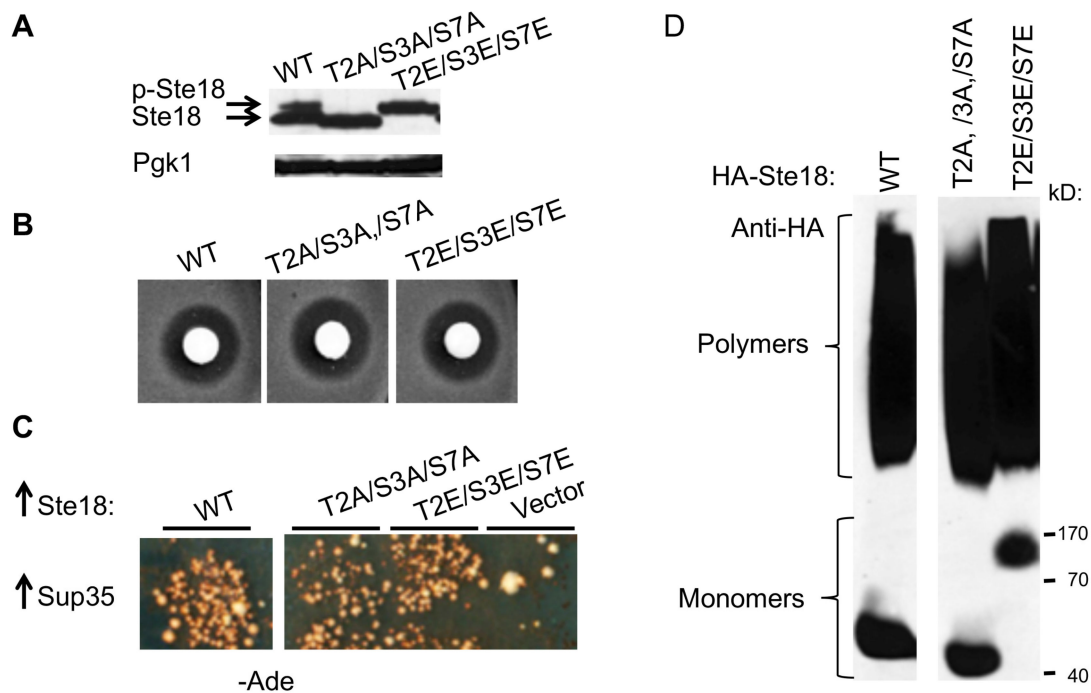 A
WT
T2A/S3A/S7A
T2E/S3E/S7E
p-Ste18
Ste18
Pgk1
B
WT
T2A/S3A,/S7A
T2E/S3E/S7E
C
↑ Ste18:
WT
T2A/S3A/S7A
T2E/S3E/S7E
Vector
↑ Sup35
-Ade
D
HA-Ste18:
WT
T2A, /3A,/S7A
T2E/S3E/S7E
kD:
Anti-HA
Polymers
Monomers
170
70
40